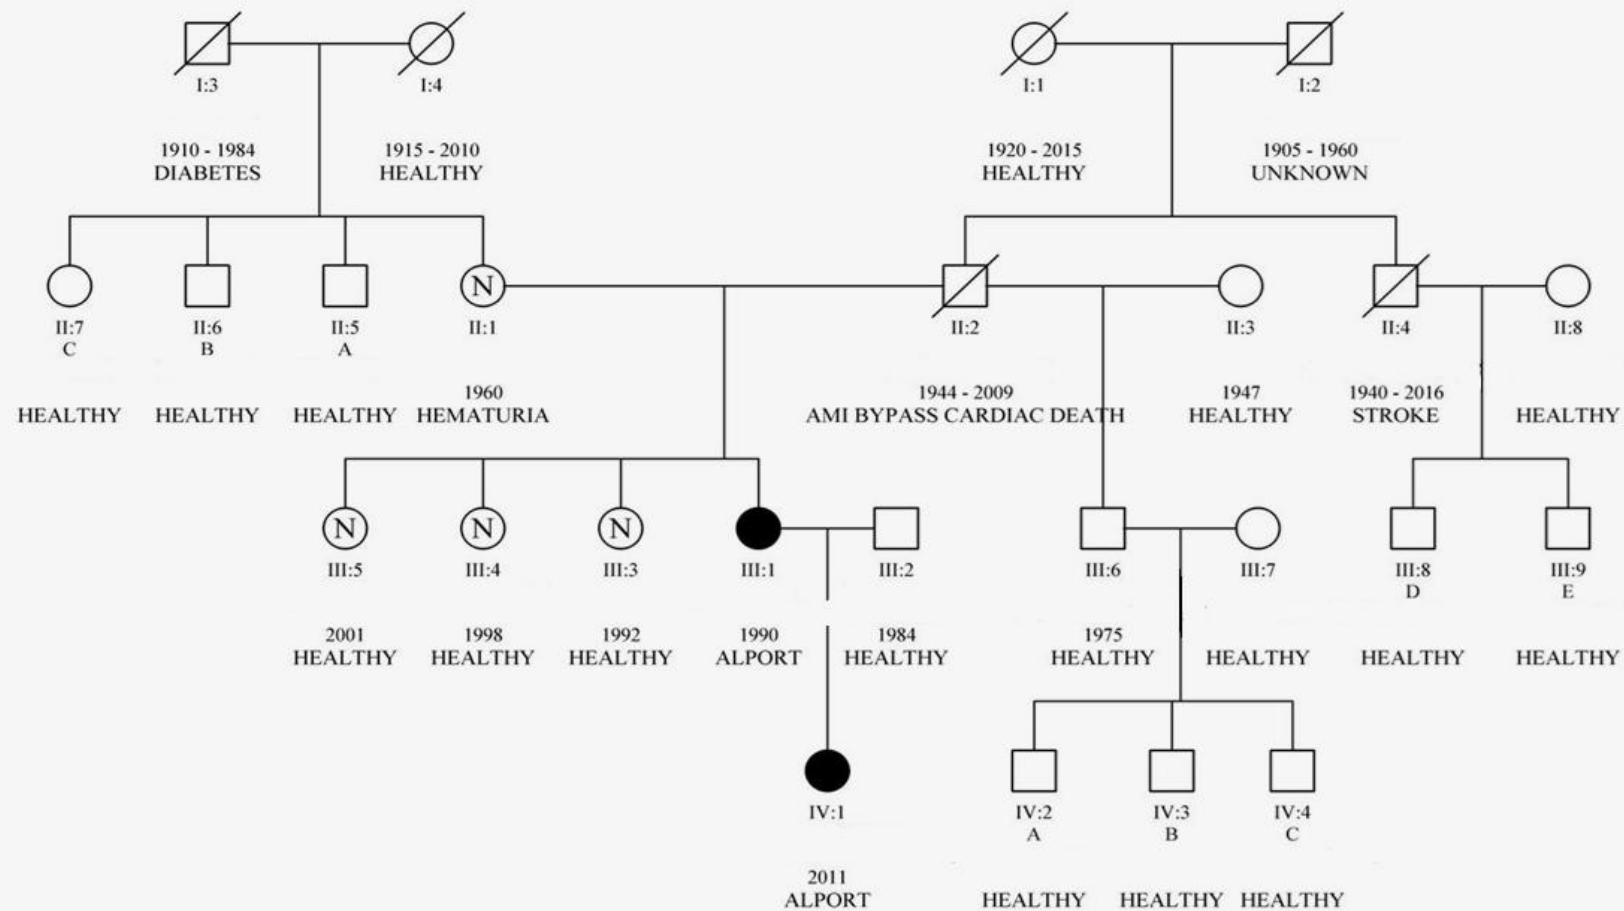 I:3 I:4 I:1 I:2
1910 - 1984 1915 - 2010 1920 - 2015 1905 - 1960
DIABETES HEALTHY HEALTHY UNKNOWN
N
II:7 II:6 II:5 II:1 II:2 II:3 II:4 II:8
C B A
1960 1944 - 2009 1947 1940 - 2016
HEALTHY HEALTHY HEALTHY HEMATURIA AMI BYPASS CARDIAC DEATH HEALTHY STROKE HEALTHY
N N N
III:5 III:4 III:3 III:1 III:2 III:6 III:7 III:8 III:9
D E
2001 1998 1992 1990 1984 1975
HEALTHY HEALTHY HEALTHY ALPORT HEALTHY HEALTHY HEALTHY HEALTHY HEALTHY
IV:1 IV:2 IV:3 IV:4
A B C
2011
ALPORT HEALTHY HEALTHY HEALTHY